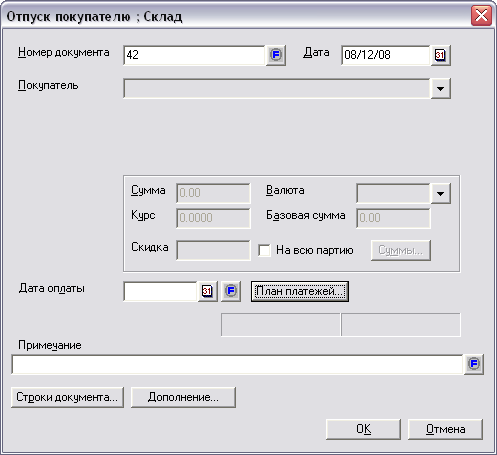 Отпуск покупателю ; Склад
Номер документа 42 F Дата 08/12/08 31
Покупатель
Сумма 0.00 Валюта
Курс 0.0000 Базовая сумма 0.00
Скидка На всю партию Суммы...
Дата оплаты 31 F План платежей...
Примечание
F
Строки документа... Дополнение...
OK Отмена